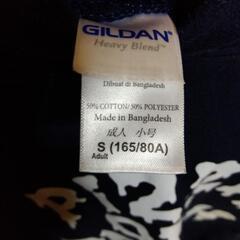 GILDAN
Heavy Blend™
Dibuat di Bangladesh
50% COTTON/ 50% POLYESTER
Made in Bangladesh
成人 小号
S (165/80A)
Adult